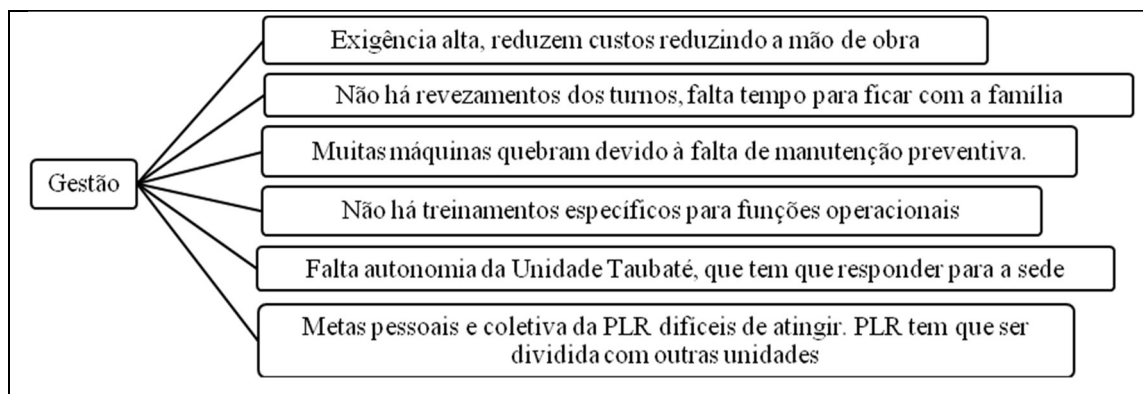 Gestão
Exigência alta, reduzem custos reduzindo a mão de obra
Não há revezamentos dos turnos, falta tempo para ficar com a família
Muitas máquinas quebram devido à falta de manutenção preventiva.
Não há treinamentos específicos para funções operacionais
Falta autonomia da Unidade Taubaté, que tem que responder para a sede
Metas pessoais e coletiva da PLR difíceis de atingir. PLR tem que ser
dividida com outras unidades